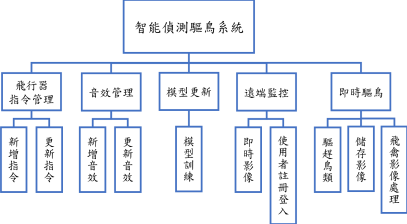 智能偵測驅鳥系統
飛行器
指令管理
音效管理
模型更新
遠端監控
即時驅鳥
新增指令
更新指令
新增音效
更新音效
模型訓練
即時影像
使用者註冊登入
驅趕鳥類
儲存影像
飛禽影像處理